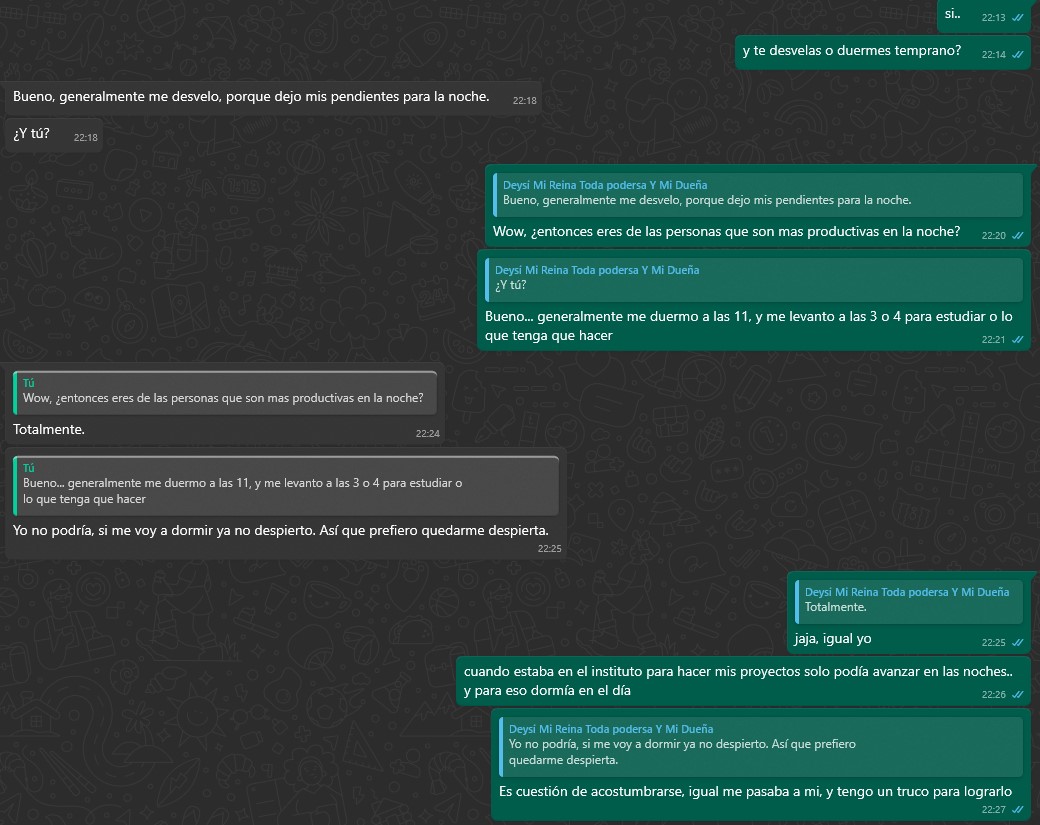 si.. 22:13
y te desvelas o duermes temprano? 22:14
Bueno, generalmente me desvelo, porque dejo mis pendientes para la noche. 22:18
¿Y tú? 22:18
Deysi Mi Reina Toda podersa Y Mi Dueña
Bueno, generalmente me desvelo, porque dejo mis pendientes para la noche.
Wow, ¿entonces eres de las personas que son mas productivas en la noche? 22:20
Deysi Mi Reina Toda podersa Y Mi Dueña
¿Y tú?
Bueno... generalmente me duermo a las 11, y me levanto a las 3 o 4 para estudiar o lo
que tenga que hacer 22:21
Tú
Wow, ¿entonces eres de las personas que son mas productivas en la noche?
Totalmente. 22:24
Tú
Bueno... generalmente me duermo a las 11, y me levanto a las 3 o 4 para estudiar o
lo que tenga que hacer
Yo no podría, si me voy a dormir ya no despierto. Así que prefiero quedarme despierta.
22:25
Deysi Mi Reina Toda podersa Y Mi Dueña
Totalmente.
jaja, igual yo 22:25
cuando estaba en el instituto para hacer mis proyectos solo podía avanzar en las noches..
y para eso dormía en el día 22:26
Deysi Mi Reina Toda podersa Y Mi Dueña
Yo no podría, si me voy a dormir ya no despierto. Así que prefiero
quedarme despierta.
Es cuestión de acostumbrarse, igual me pasaba a mi, y tengo un truco para lograrlo
22:27